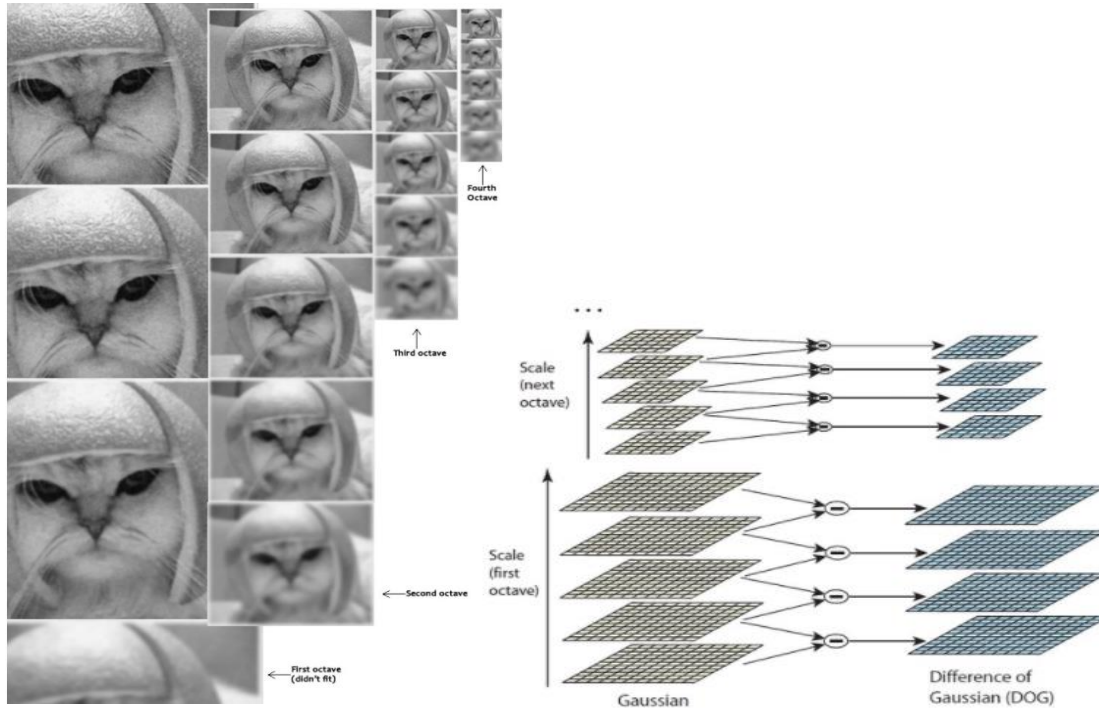 Fourth
Octave
Third octave
Second octave
First octave
(didn't fit)
...
Scale
(next
octave)
Scale
(first
octave)
Gaussian
Difference of
Gaussian (DOG)